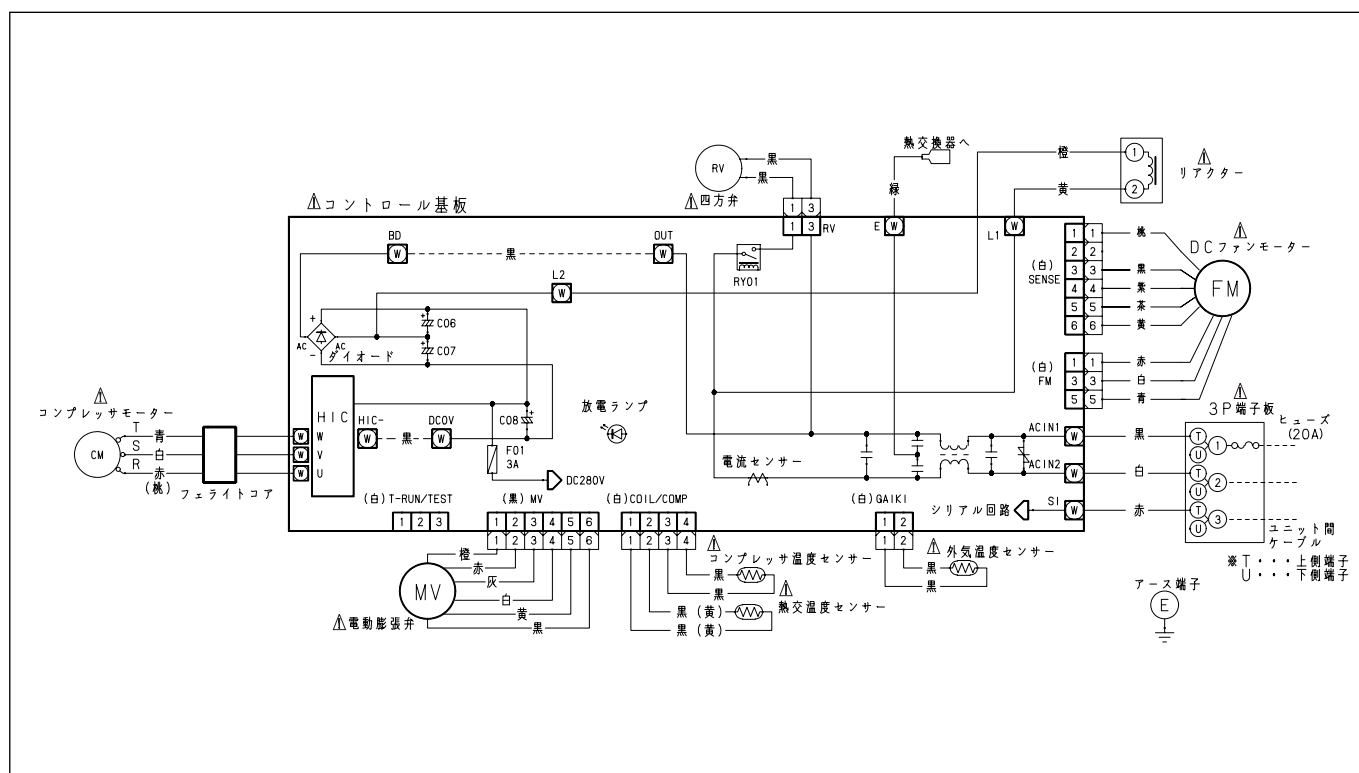 熱交換器へ
黒
黒
RV
⚠四方弁
緑
橙
黄
1
2
⚠
リアクター
⚠コントロール基板
1 3
1 3 RV
E W
L1 W
BD W
黒
OUT W
L2 W
RY01
(白)
SENSE
1 1 桃
2 2
3 3 黒
4 4 紫
5 5 茶
6 6 黄
⚠
DCファンモーター
FM
(白)
FM
1 1 赤
3 3 白
5 5 青
+
AC AC
-
ダイオード
+ C06
+ C07
C08 +
HIC
HIC- W
黒
DC0V W
F01
3A
DC280V
放電ランプ
電流センサー
⚠
コンプレッサモーター
CM
T 青
S 白
R 赤
(桃)
フェライトコア
W W
W V
W U
ACIN1 W 黒
ACIN2 W 白
シリアル回路
SI W 赤
⚠
3P端子板
T U 1
T U 2
T U 3
ヒューズ
(20A)
ユニット間
ケーブル
※T・・・上側端子
U・・・下側端子
アース端子
E
(白)T-RUN/TEST
1 2 3
(黒)MV
1 2 3 4 5 6
1 2 3 4 5 6
橙
赤
灰
白
黄
黒
MV
⚠電動膨張弁
(白)COIL/COMP
1 2 3 4
1 2 3 4
⚠
コンプレッサ温度センサー
黒
黒
⚠
熱交温度センサー
黒(黄)
黒(黄)
(白)GAIKI
1 2
1 2
⚠外気温度センサー
黒
黒